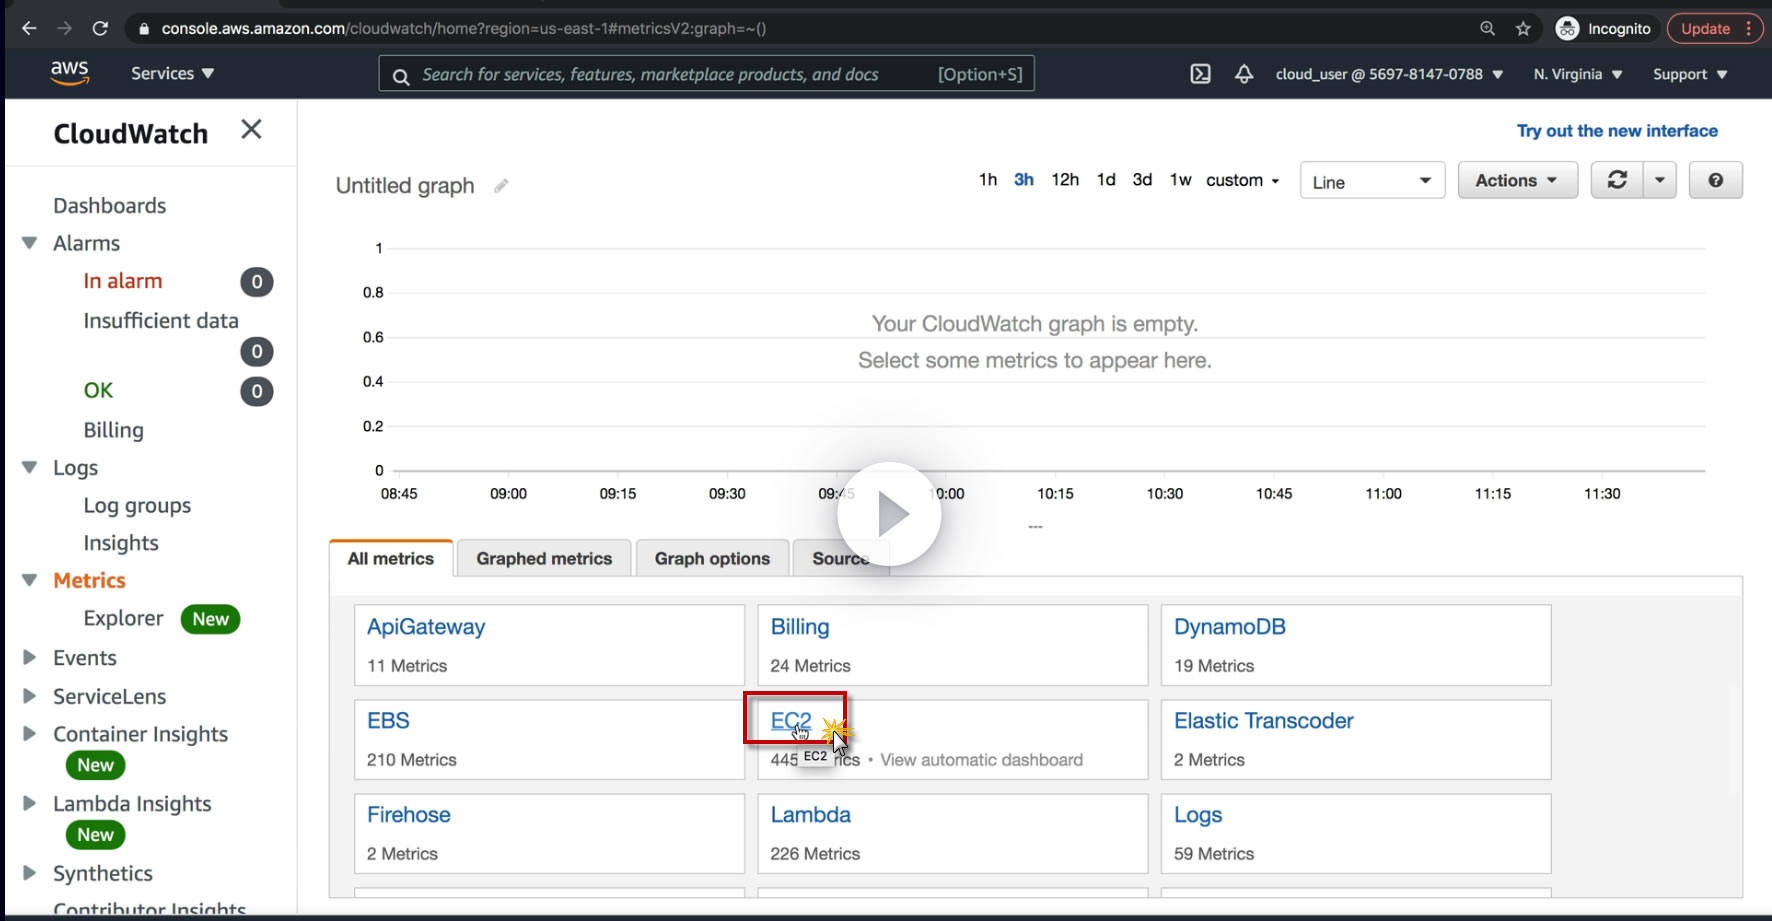 console.aws.amazon.com/cloudwatch/home?region=us-east-1#metricsV2:graph=~()
Incognito
Update
aws
Services
Search for services, features, marketplace products, and docs
[Option+S]
cloud_user @ 5697-8147-0788
N. Virginia
Support
CloudWatch
Dashboards
Alarms
In alarm
0
Insufficient data
0
OK
0
Billing
Logs
Log groups
Insights
Metrics
Explorer
New
Events
ServiceLens
Container Insights
New
Lambda Insights
New
Synthetics
Contributor Insights
Try out the new interface
Untitled graph
1h 3h 12h 1d 3d 1w custom
Line
Actions
1
0.8
0.6
0.4
0.2
0
Your CloudWatch graph is empty.
Select some metrics to appear here.
08:45 09:00 09:15 09:30 09:45 10:00 10:15 10:30 10:45 11:00 11:15 11:30
---
All metrics
Graphed metrics
Graph options
Source
ApiGateway
11 Metrics
Billing
24 Metrics
DynamoDB
19 Metrics
EBS
210 Metrics
EC2
445 rics • View automatic dashboard
EC2
Elastic Transcoder
2 Metrics
Firehose
2 Metrics
Lambda
226 Metrics
Logs
59 Metrics